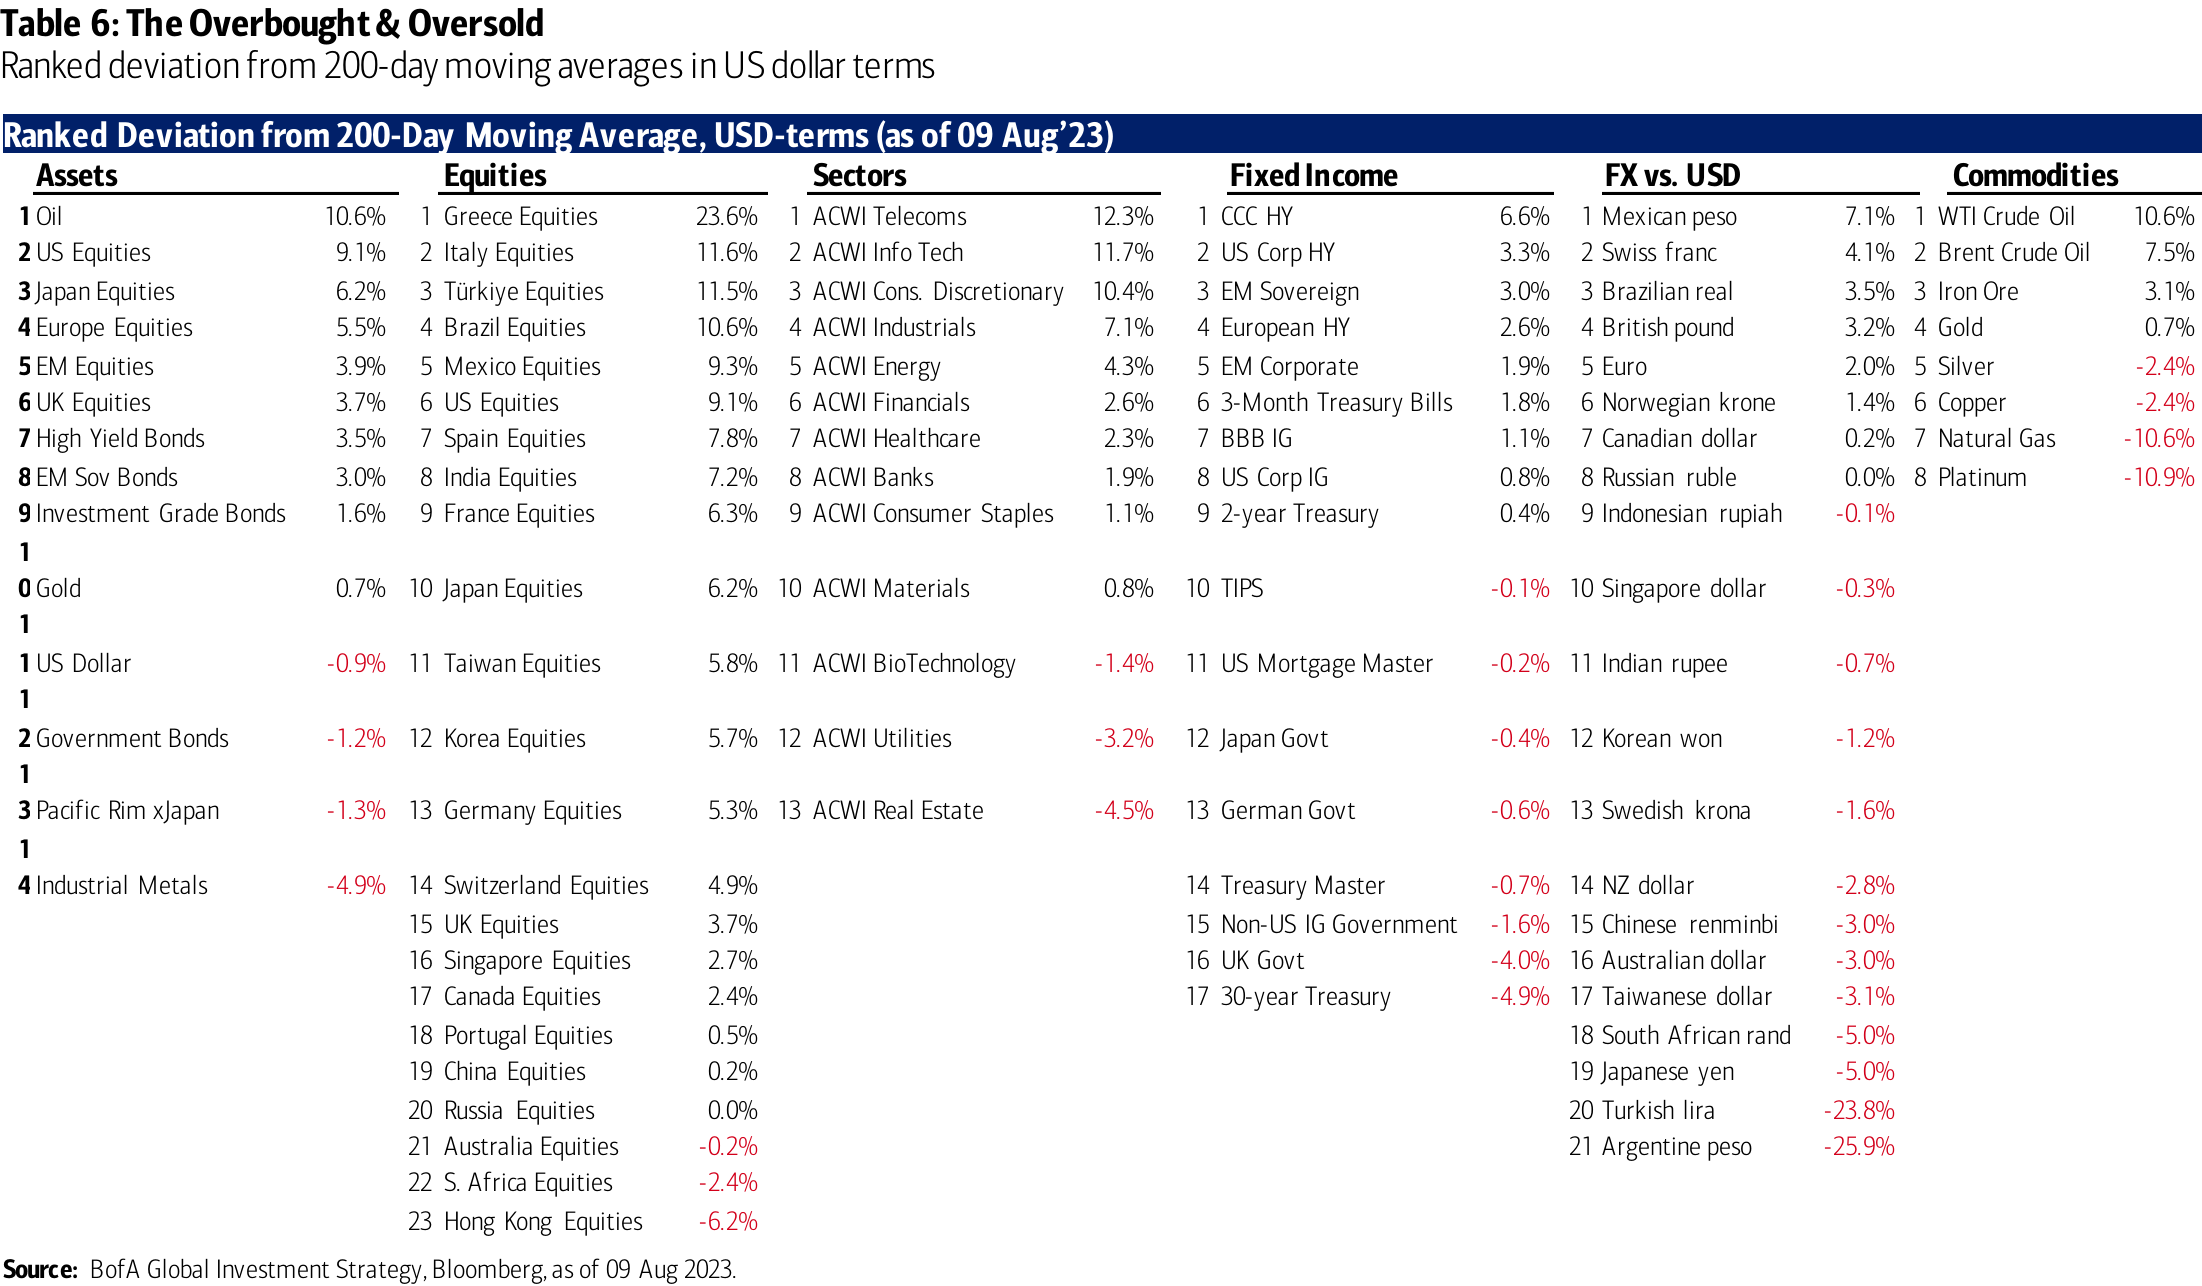 Table 6: The Overbought & Oversold
Ranked deviation from 200-day moving averages in US dollar terms
Ranked Deviation from 200-Day Moving Average, USD-terms (as of 09 Aug'23)
Assets Equities Sectors Fixed Income FX vs. USD Commodities
1 Oil 10.6% 1 Greece Equities 23.6% 1 ACWI Telecoms 12.3% 1 CCC HY 6.6% 1 Mexican peso 7.1% 1 WTI Crude Oil 10.6%
2 US Equities 9.1% 2 Italy Equities 11.6% 2 ACWI Info Tech 11.7% 2 US Corp HY 3.3% 2 Swiss franc 4.1% 2 Brent Crude Oil 7.5%
3 Japan Equities 6.2% 3 Türkiye Equities 11.5% 3 ACWI Cons. Discretionary 10.4% 3 EM Sovereign 3.0% 3 Brazilian real 3.5% 3 Iron Ore 3.1%
4 Europe Equities 5.5% 4 Brazil Equities 10.6% 4 ACWI Industrials 7.1% 4 European HY 2.6% 4 British pound 3.2% 4 Gold 0.7%
5 EM Equities 3.9% 5 Mexico Equities 9.3% 5 ACWI Energy 4.3% 5 EM Corporate 1.9% 5 Euro 2.0% 5 Silver -2.4%
6 UK Equities 3.7% 6 US Equities 9.1% 6 ACWI Financials 2.6% 6 3-Month Treasury Bills 1.8% 6 Norwegian krone 1.4% 6 Copper -2.4%
7 High Yield Bonds 3.5% 7 Spain Equities 7.8% 7 ACWI Healthcare 2.3% 7 BBB IG 1.1% 7 Canadian dollar 0.2% 7 Natural Gas -10.6%
8 EM Sov Bonds 3.0% 8 India Equities 7.2% 8 ACWI Banks 1.9% 8 US Corp IG 0.8% 8 Russian ruble 0.0% 8 Platinum -10.9%
9 Investment Grade Bonds 1.6% 9 France Equities 6.3% 9 ACWI Consumer Staples 1.1% 9 2-year Treasury 0.4% 9 Indonesian rupiah -0.1%
1
0 Gold 0.7% 10 Japan Equities 6.2% 10 ACWI Materials 0.8% 10 TIPS -0.1% 10 Singapore dollar -0.3%
1
1 US Dollar -0.9% 11 Taiwan Equities 5.8% 11 ACWI BioTechnology -1.4% 11 US Mortgage Master -0.2% 11 Indian rupee -0.7%
1
2 Government Bonds -1.2% 12 Korea Equities 5.7% 12 ACWI Utilities -3.2% 12 Japan Govt -0.4% 12 Korean won -1.2%
1
3 Pacific Rim xJapan -1.3% 13 Germany Equities 5.3% 13 ACWI Real Estate -4.5% 13 German Govt -0.6% 13 Swedish krona -1.6%
1
4 Industrial Metals -4.9% 14 Switzerland Equities 4.9% 14 Treasury Master -0.7% 14 NZ dollar -2.8%
15 UK Equities 3.7% 15 Non-US IG Government -1.6% 15 Chinese renminbi -3.0%
16 Singapore Equities 2.7% 16 UK Govt -4.0% 16 Australian dollar -3.0%
17 Canada Equities 2.4% 17 30-year Treasury -4.9% 17 Taiwanese dollar -3.1%
18 Portugal Equities 0.5% 18 South African rand -5.0%
19 China Equities 0.2% 19 Japanese yen -5.0%
20 Russia Equities 0.0% 20 Turkish lira -23.8%
21 Australia Equities -0.2% 21 Argentine peso -25.9%
22 S. Africa Equities -2.4%
23 Hong Kong Equities -6.2%
Source: BofA Global Investment Strategy, Bloomberg, as of 09 Aug 2023.